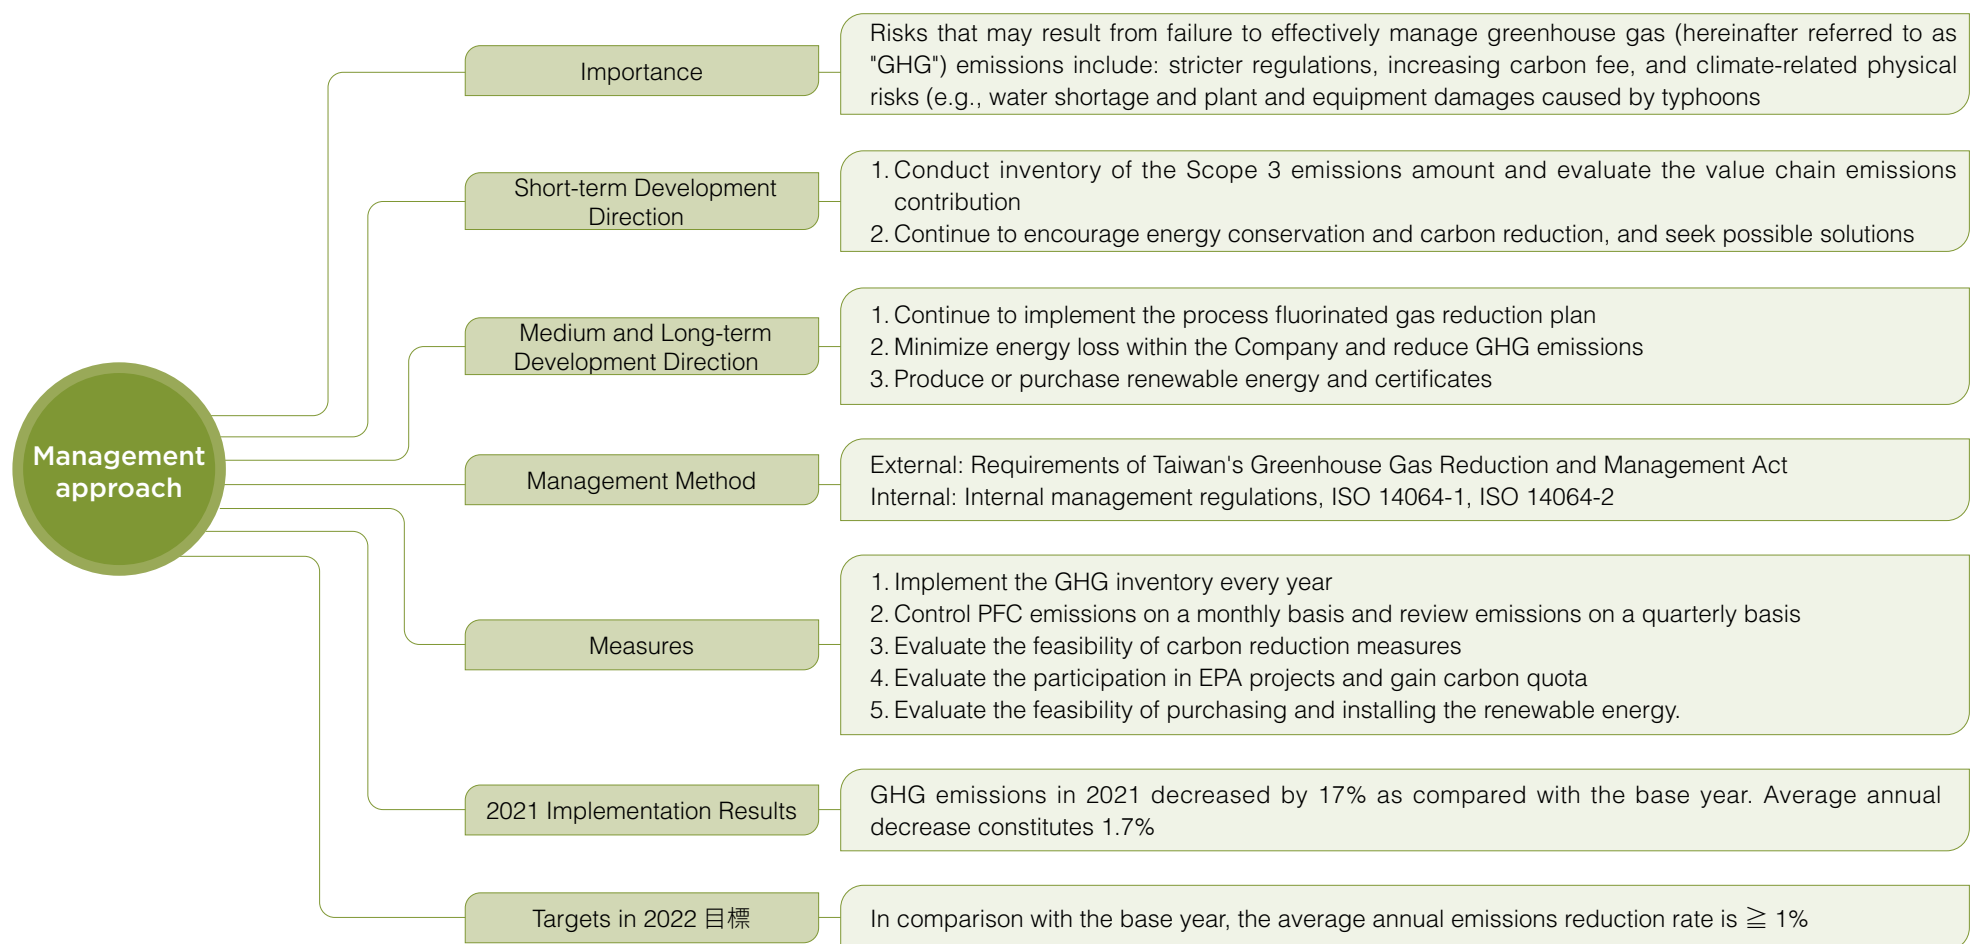 Management
approach
Importance
Risks that may result from failure to effectively manage greenhouse gas (hereinafter referred to as
"GHG") emissions include: stricter regulations, increasing carbon fee, and climate-related physical
risks (e.g., water shortage and plant and equipment damages caused by typhoons
Short-term Development
Direction
1. Conduct inventory of the Scope 3 emissions amount and evaluate the value chain emissions
contribution
2. Continue to encourage energy conservation and carbon reduction, and seek possible solutions
Medium and Long-term
Development Direction
1. Continue to implement the process fluorinated gas reduction plan
2. Minimize energy loss within the Company and reduce GHG emissions
3. Produce or purchase renewable energy and certificates
Management Method
External: Requirements of Taiwan's Greenhouse Gas Reduction and Management Act
Internal: Internal management regulations, ISO 14064-1, ISO 14064-2
Measures
1. Implement the GHG inventory every year
2. Control PFC emissions on a monthly basis and review emissions on a quarterly basis
3. Evaluate the feasibility of carbon reduction measures
4. Evaluate the participation in EPA projects and gain carbon quota
5. Evaluate the feasibility of purchasing and installing the renewable energy.
2021 Implementation Results
GHG emissions in 2021 decreased by 17% as compared with the base year. Average annual
decrease constitutes 1.7%
Targets in 2022 目標
In comparison with the base year, the average annual emissions reduction rate is ≧ 1%